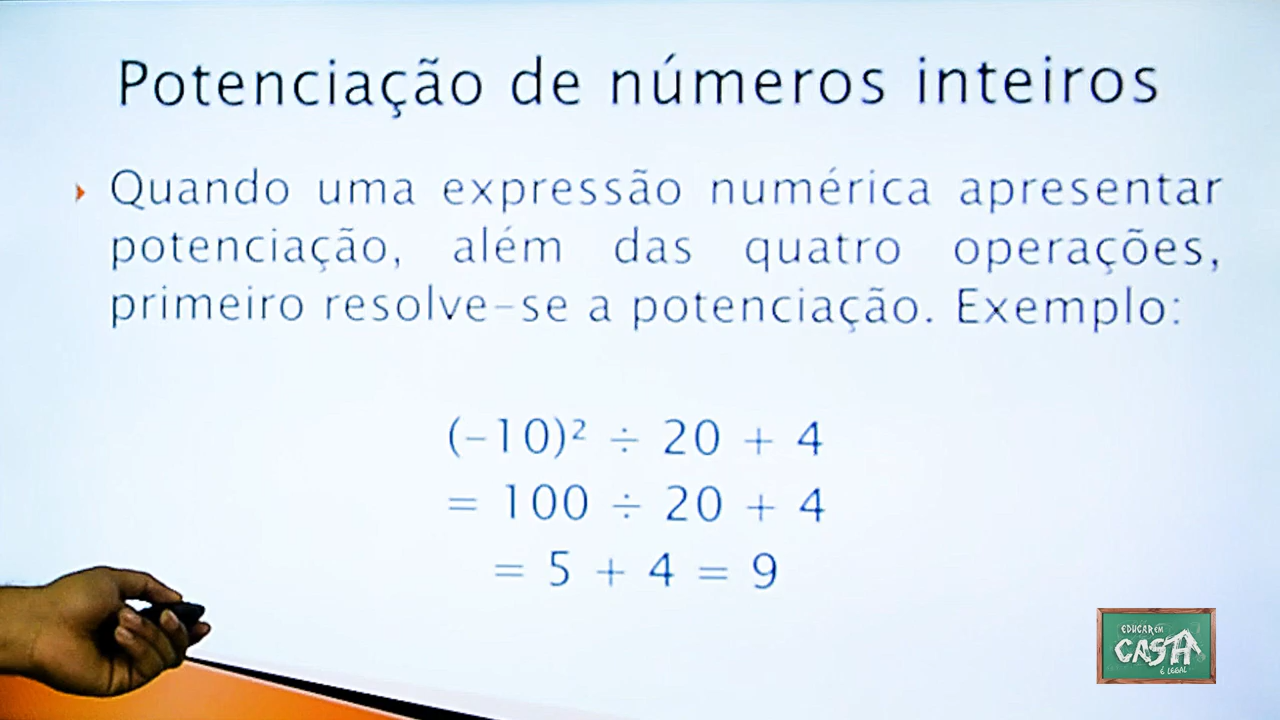 Potenciação de números inteiros
Quando uma expressão numérica apresentar
potenciação, além das quatro operações,
primeiro resolve-se a potenciação. Exemplo:
(-10)² ÷ 20 + 4
= 100 ÷ 20 + 4
= 5 + 4 = 9
EDUCAR EM
CASA
É LEGAL